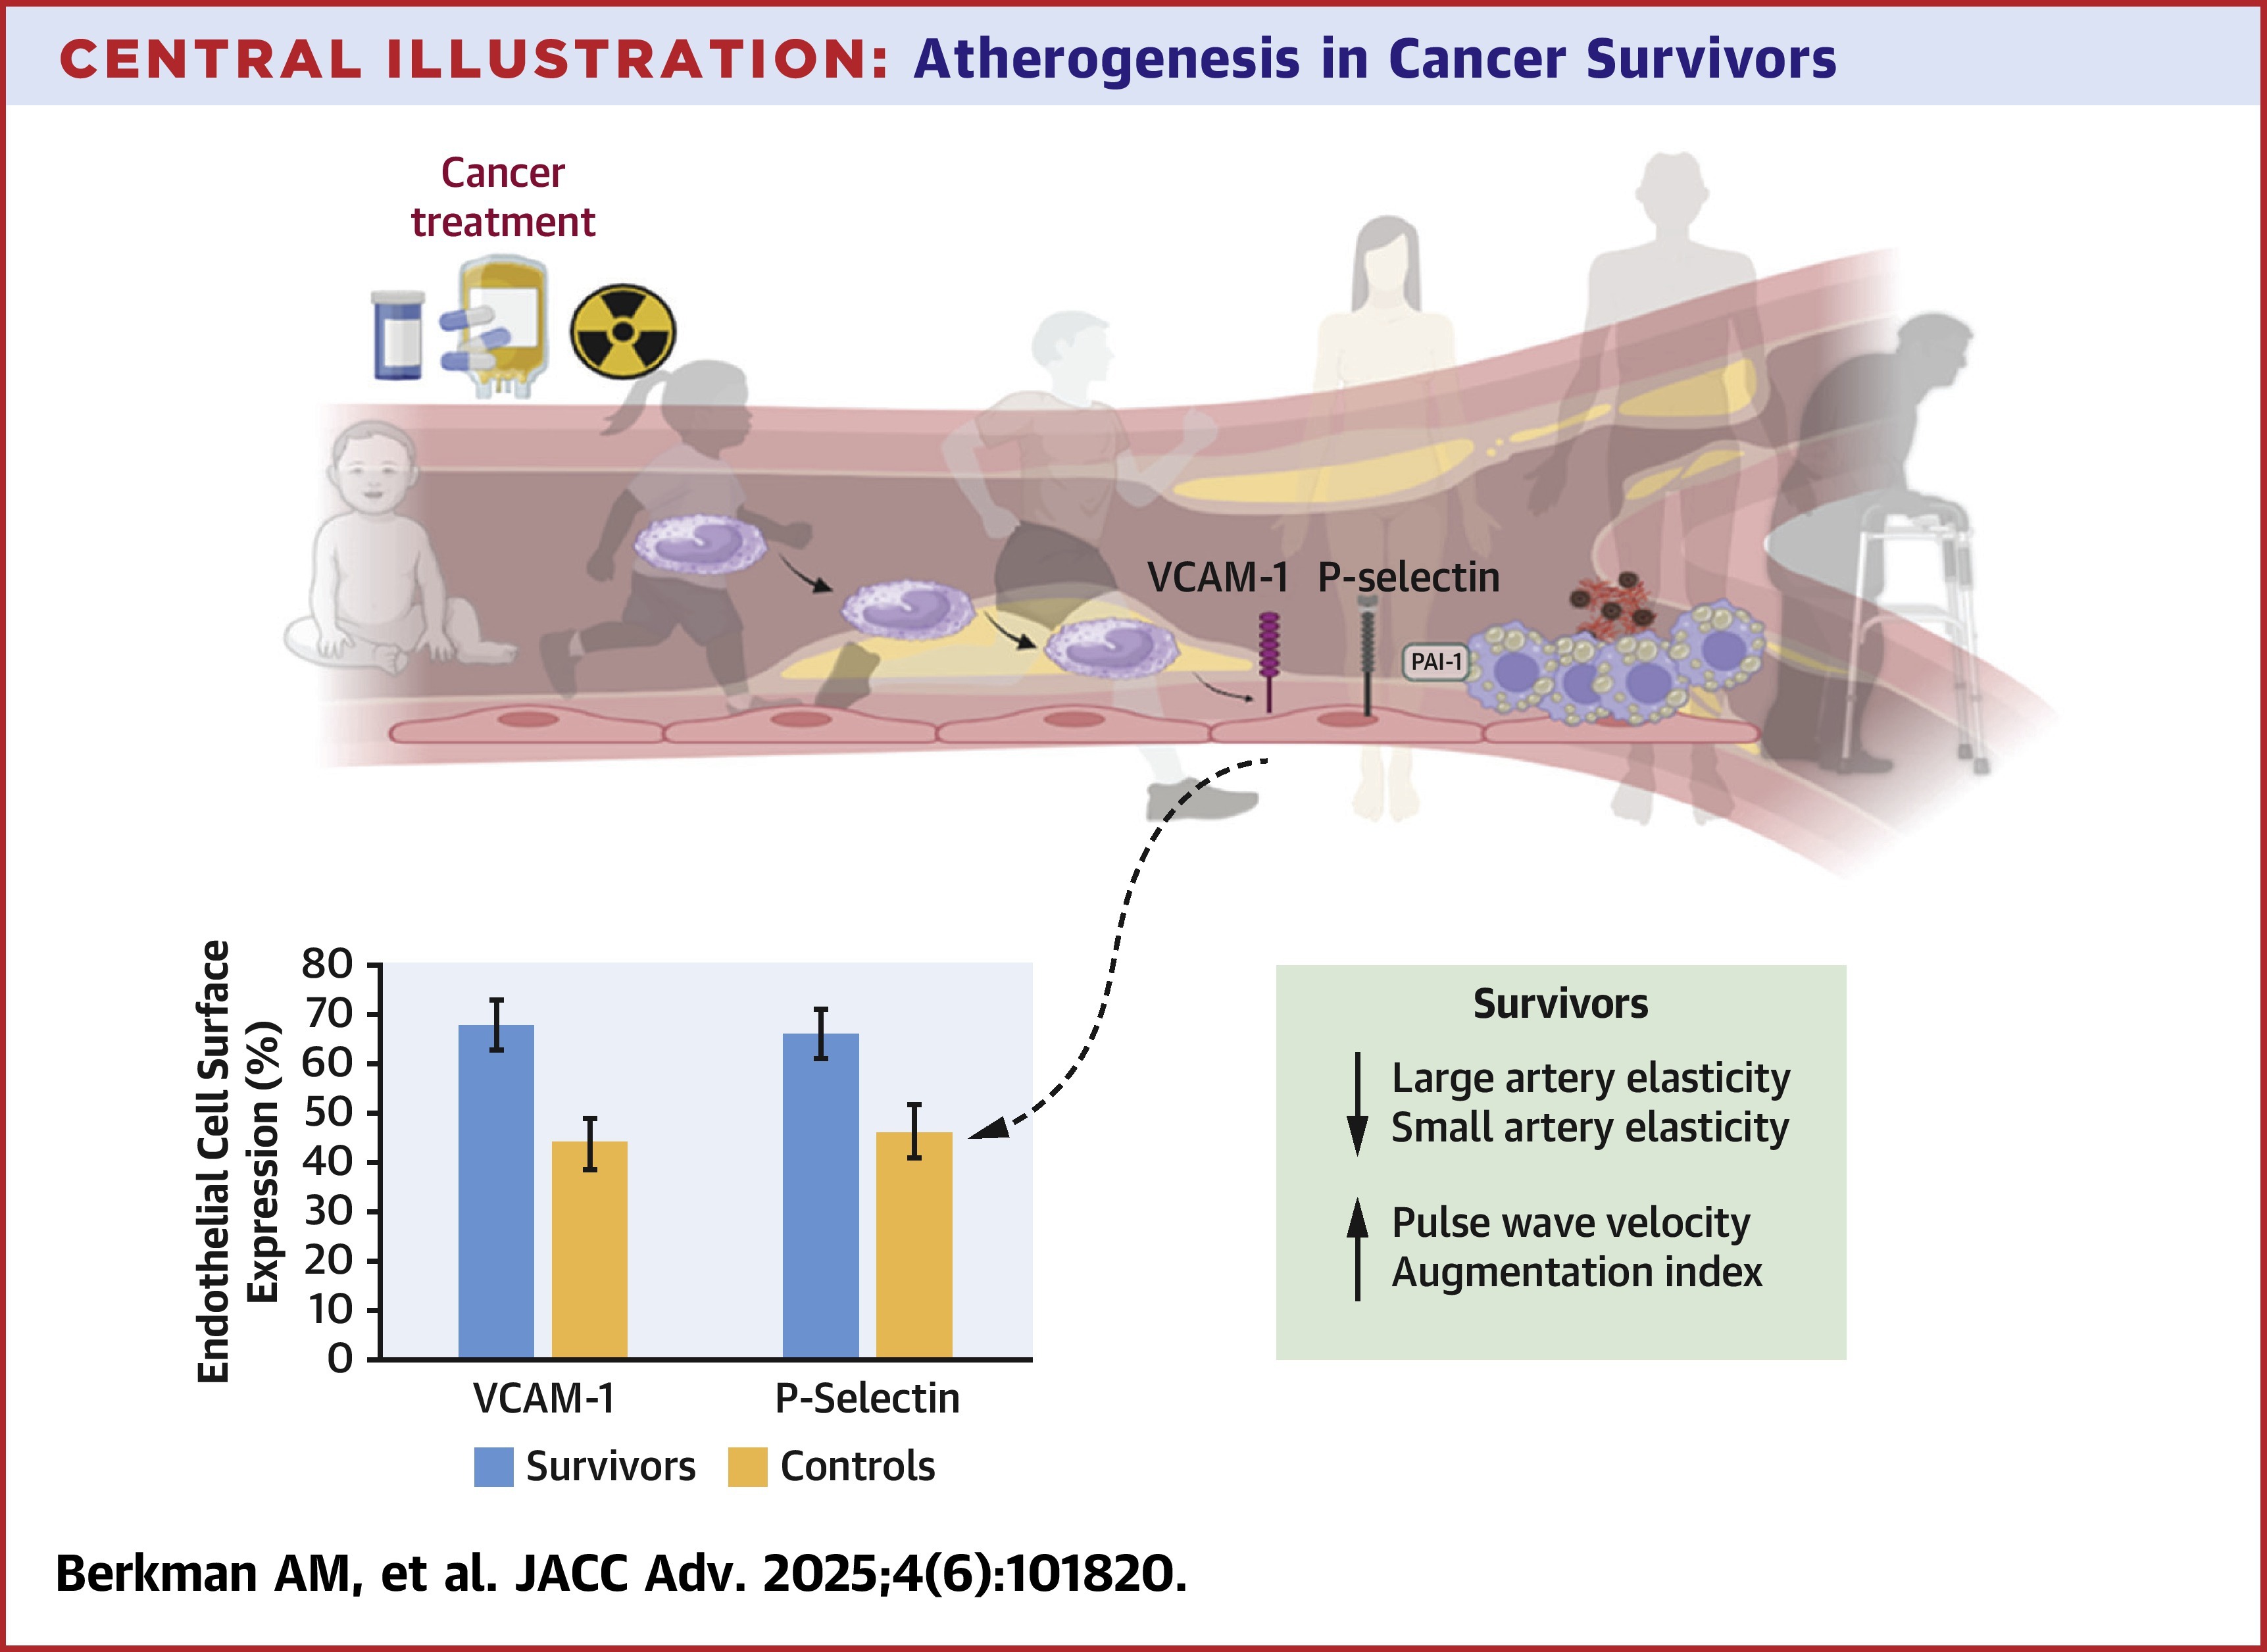 CENTRAL ILLUSTRATION: Atherogenesis in Cancer Survivors
Cancer
treatment
VCAM-1
P-selectin
PAI-1
Endothelial Cell Surface
Expression (%)
80
70
60
50
40
30
20
10
0
VCAM-1
P-Selectin
Survivors
Controls
Survivors
Large artery elasticity
Small artery elasticity
Pulse wave velocity
Augmentation index
Berkman AM, et al. JACC Adv. 2025;4(6):101820.